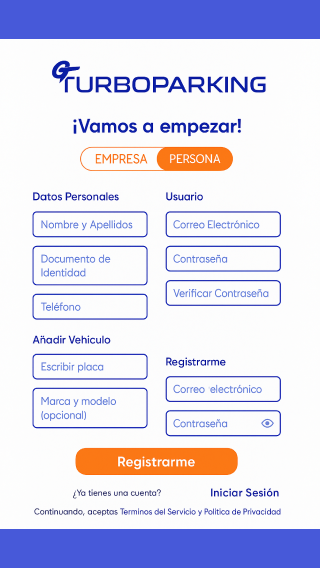 TURBOPARKING
¡Vamos a empezar!
EMPRESA PERSONA
Datos Personales
Nombre y Apellidos
Documento de
Identidad
Teléfono
Añadir Vehiculo
Escribir placa
Marca y modelo
(opcional)
Usuario
Correo Electrónico
Contraseña
Verificar Contraseña
Registrarme
Correo electrónico
Contraseña
Registrarme
¿Ya tienes una cuenta? Iniciar Sesión
Continuando, aceptas Terminos del Servicio y Política de Privacidad